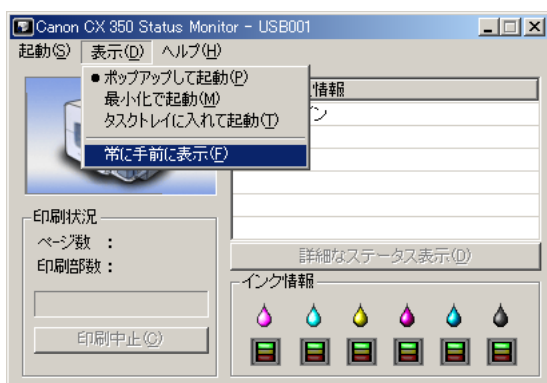 Canon CX 350 Status Monitor - USB001
起動(S) 表示(D) ヘルプ(H)
ポップアップして起動(P)
最小化で起動(M)
タスクトレイに入れて起動(T)
常に手前に表示(F)
情報
ン
印刷状況
ページ数 :
印刷部数 :
印刷中止(C)
詳細なステータス表示(D)
インク情報